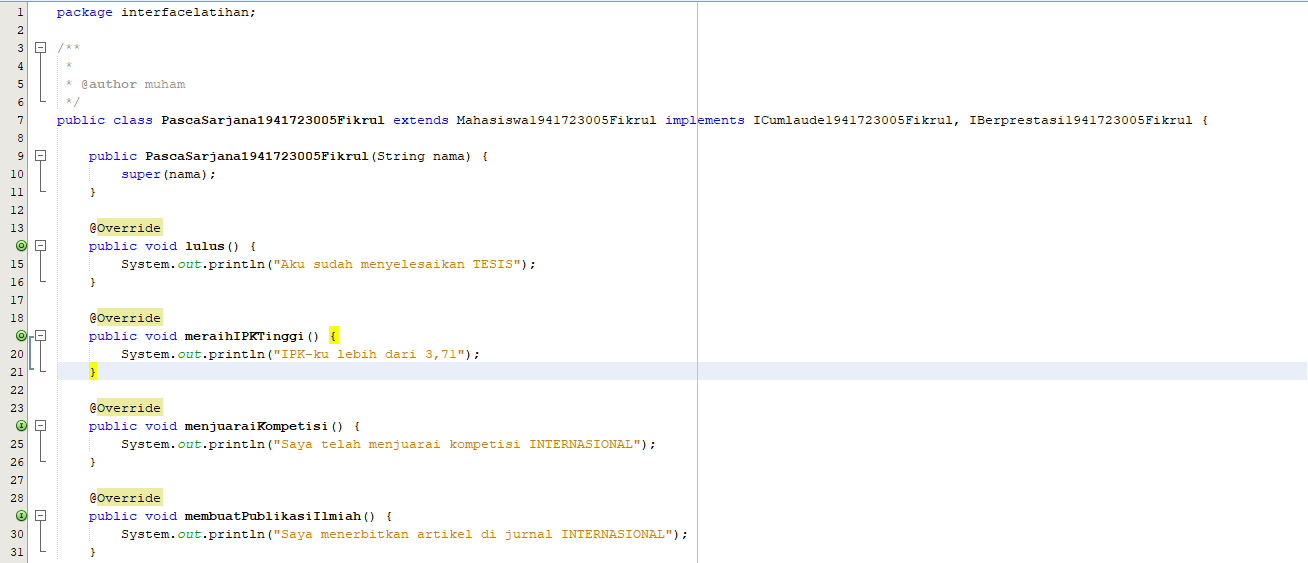 1 package interfacelatihan;
2
3 /**
4 *
5 * @author muham
6 */
7 public class PascaSarjana1941723005Fikrul extends Mahasiswa1941723005Fikrul implements ICumlaude1941723005Fikrul, IBerprestasi1941723005Fikrul {
8
9 public PascaSarjana1941723005Fikrul(String nama) {
10 super(nama);
11 }
12
13 @Override
public void lulus() {
15 System.out.println("Aku sudah menyelesaikan TESIS");
16 }
17
18 @Override
public void meraihIPKTinggi() {
20 System.out.println("IPK-ku lebih dari 3,71");
21 }
22
23 @Override
public void menjuaraiKompetisi() {
25 System.out.println("Saya telah menjuarai kompetisi INTERNASIONAL");
26 }
27
28 @Override
public void membuatPublikasiIlmiah() {
30 System.out.println("Saya menerbitkan artikel di jurnal INTERNASIONAL");
31 }